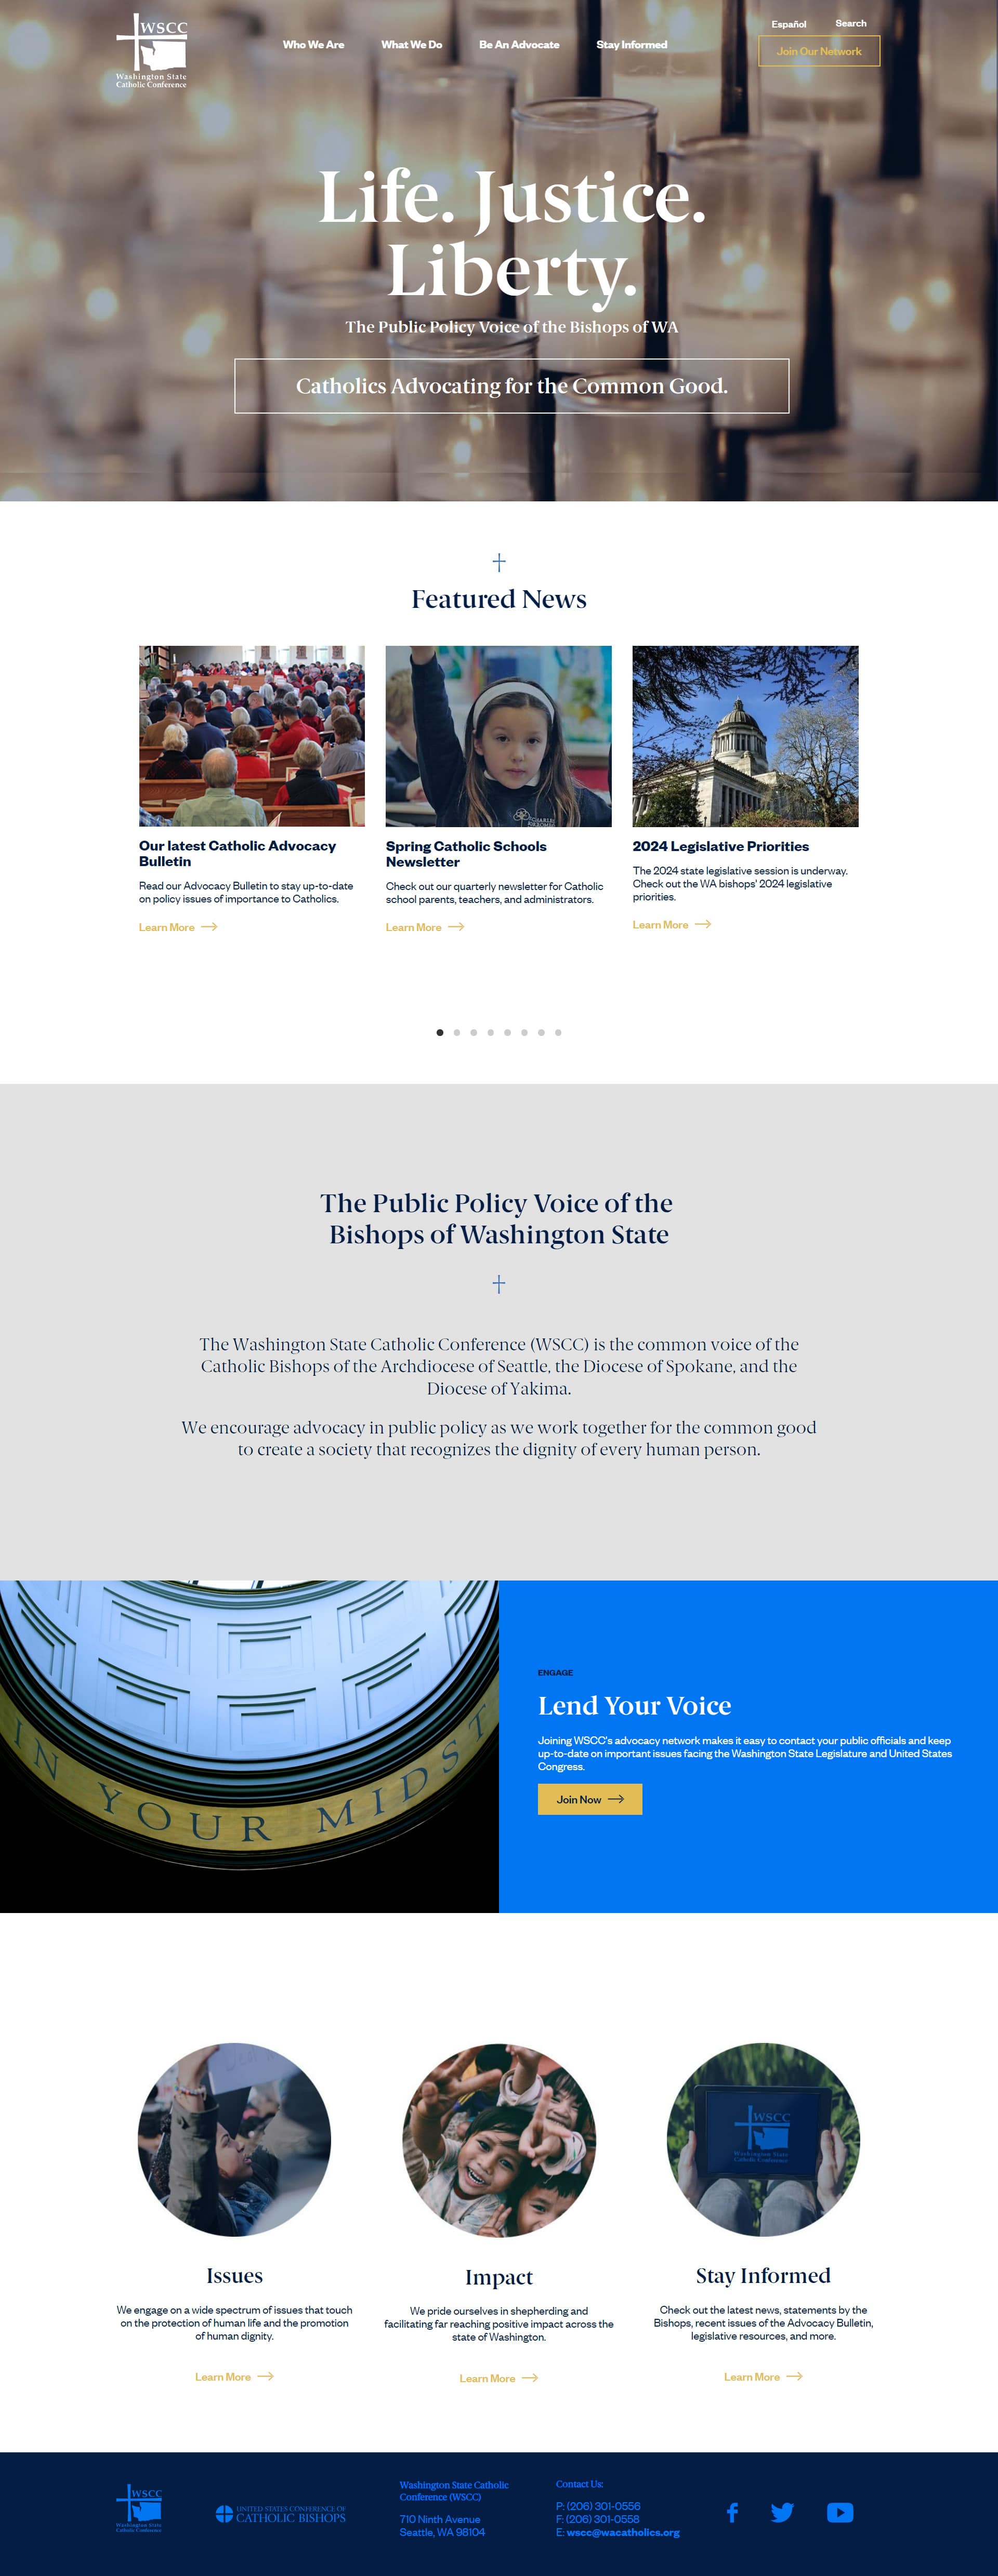 WSCC
Washington State
Catholic Conference
Who We Are
What We Do
Be An Advocate
Stay Informed
Español
Search
Join Our Network
Life. Justice.
Liberty.
The Public Policy Voice of the Bishops of WA
Catholics Advocating for the Common Good.
Featured News
Our latest Catholic Advocacy
Bulletin
Read our Advocacy Bulletin to stay up-to-date
on policy issues of importance to Catholics.
Learn More
Spring Catholic Schools
Newsletter
Check out our quarterly newsletter for Catholic
school parents, teachers, and administrators.
Learn More
2024 Legislative Priorities
The 2024 state legislative session is underway.
Check out the WA bishops' 2024 legislative
priorities.
Learn More
The Public Policy Voice of the
Bishops of Washington State
The Washington State Catholic Conference (WSCC) is the common voice of the
Catholic Bishops of the Archdiocese of Seattle, the Diocese of Spokane, and the
Diocese of Yakima.
We encourage advocacy in public policy as we work together for the common good
to create a society that recognizes the dignity of every human person.
IN YOUR MIDST
ENGAGE
Lend Your Voice
Joining WSCC's advocacy network makes it easy to contact your public officials and keep
up-to-date on important issues facing the Washington State Legislature and United States
Congress.
Join Now
WSCC
Washington State
Catholic Conference
Issues
We engage on a wide spectrum of issues that touch
on the protection of human life and the promotion
of human dignity.
Learn More
Impact
We pride ourselves in shepherding and
facilitating far reaching positive impact across the
state of Washington.
Learn More
Stay Informed
Check out the latest news, statements by the
Bishops, recent issues of the Advocacy Bulletin,
legislative resources, and more.
Learn More
WSCC
Washington State
Catholic Conference
UNITED STATES CONFERENCE OF
CATHOLIC BISHOPS
Washington State Catholic
Conference (WSCC)
710 Ninth Avenue
Seattle, WA 98104
Contact Us:
P: (206) 301-0556
F: (206) 301-0558
E: wscc@wacatholics.org